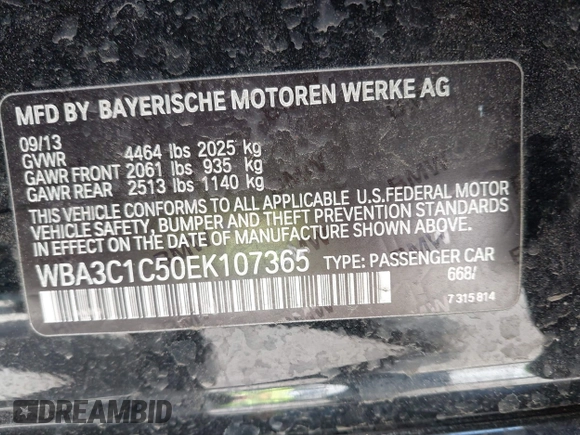 MFD BY BAYERISCHE MOTOREN WERKE AG
09/13
GVWR 4464 lbs 2025 kg
GAWR FRONT 2061 lbs 935 kg
GAWR REAR 2513 lbs 1140 kg
THIS VEHICLE CONFORMS TO ALL APPLICABLE U.S.FEDERAL MOTOR
VEHICLE SAFETY, BUMPER AND THEFT PREVENTION STANDARDS
IN EFFECT ON THE DATE OF MANUFACTURE SHOWN ABOVE.
WBA3C1C50EK107365 TYPE: PASSENGER CAR
668/
7 315 814
DREAMBID